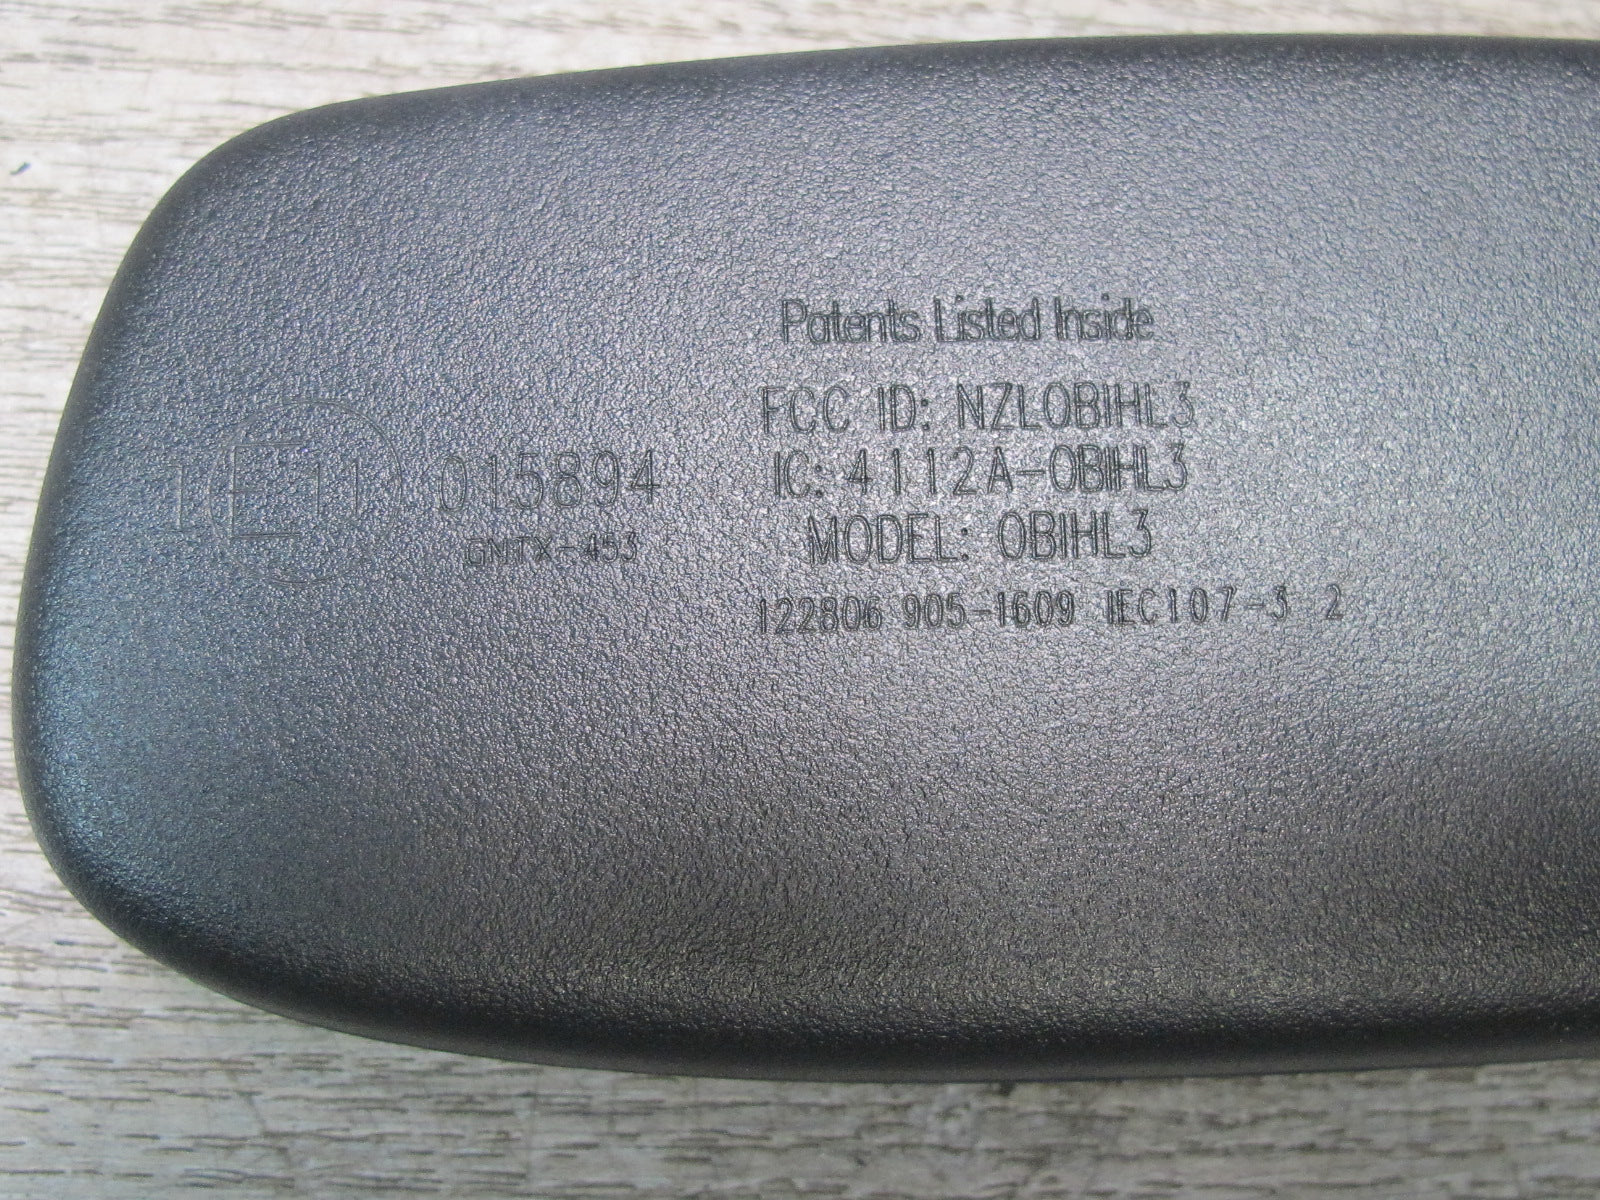 Patents Listed Inside
FCC ID: NZLOBIHL3
IC: 4112A-OBIHL3
MODEL: OBIHL3
122806 905-1609 IEC107-3 2
I E11 015894
GNTX-453